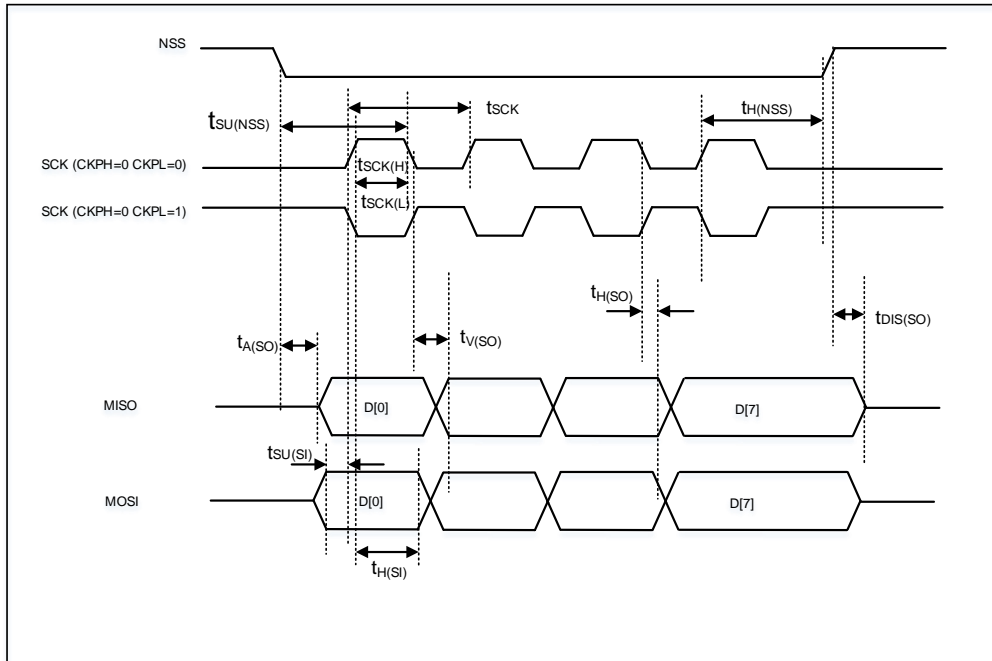 NSS
tSCK
tSU(NSS)
tH(NSS)
SCK (CKPH=0 CKPL=0)
tSCK(H)
tSCK(L)
SCK (CKPH=0 CKPL=1)
tH(SO)
tDIS(SO)
tV(SO)
tA(SO)
MISO
D[0]
D[7]
tSU(SI)
MOSI
D[0]
D[7]
tH(SI)